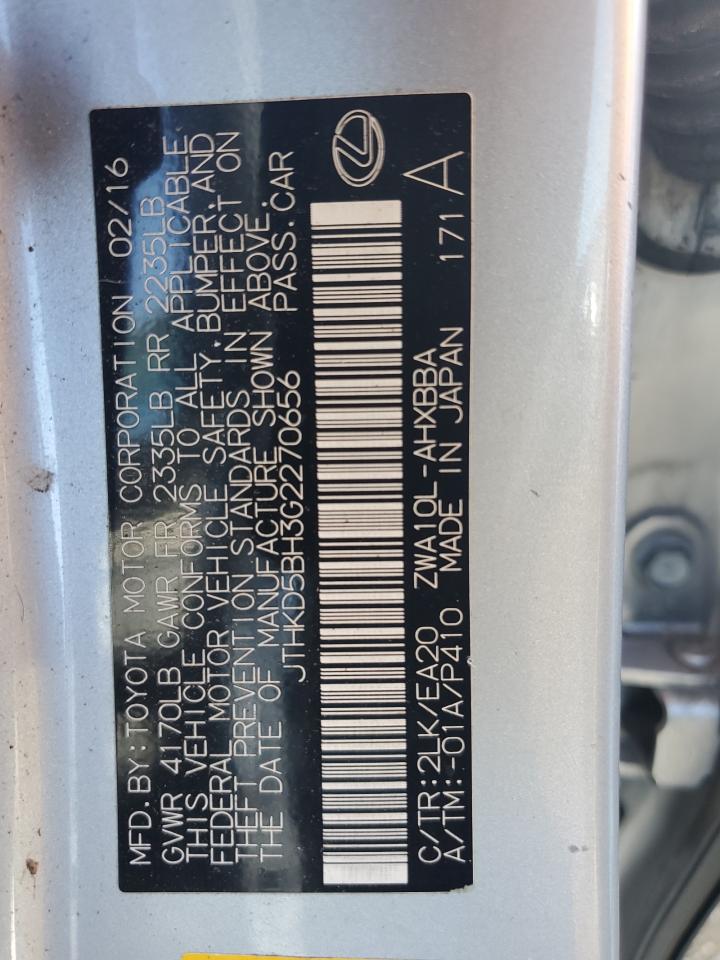 MFD.BY:TOYOTA MOTOR CORPORATION 02/16
GVWR 4170LB GAWR FR 2335LB RR 2235LB
THIS VEHICLE CONFORMS TO ALL APPLICABLE
FEDERAL MOTOR VEHICLE SAFETY,BUMPER,AND
THEFT PREVENTION STANDARDS IN EFFECT ON
THE DATE OF MANUFACTURE SHOWN ABOVE.
JTHKD5BH3G2270656 PASS.CAR
C/TR:2LK/EA20 ZWA10L-AHXBBA
A/TM:-01A/P410 MADE IN JAPAN 171 A